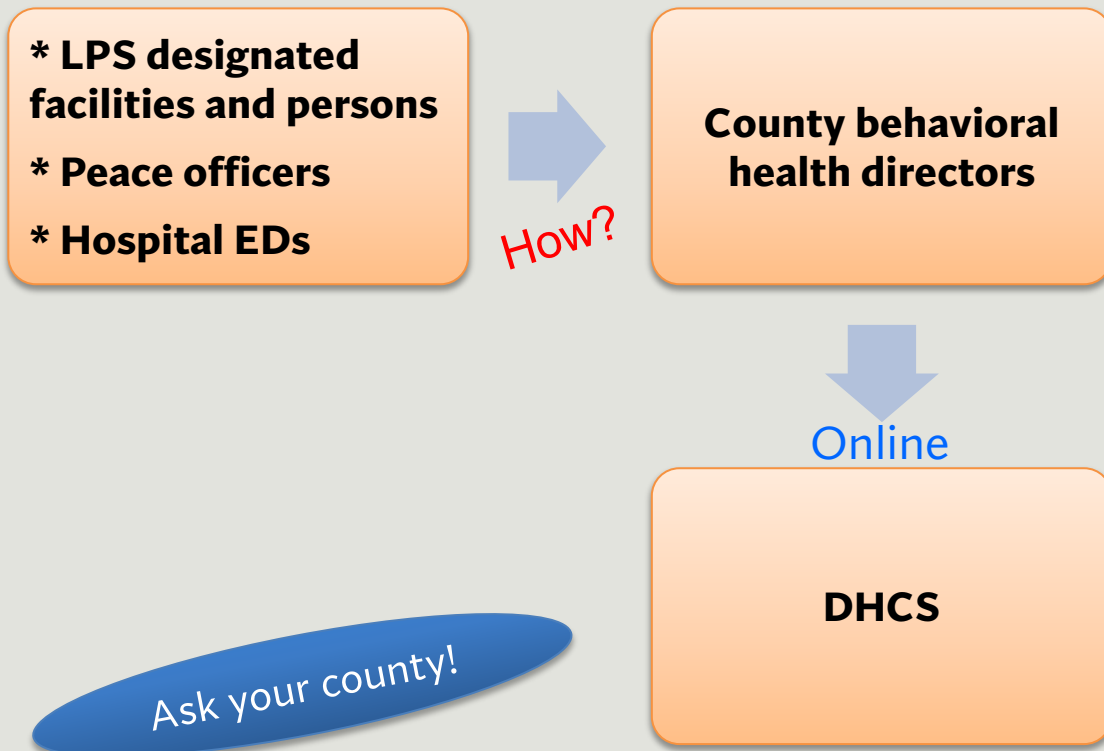 * LPS designated
facilities and persons
* Peace officers
* Hospital EDs
How?
County behavioral
health directors
Online
DHCS
Ask your county!